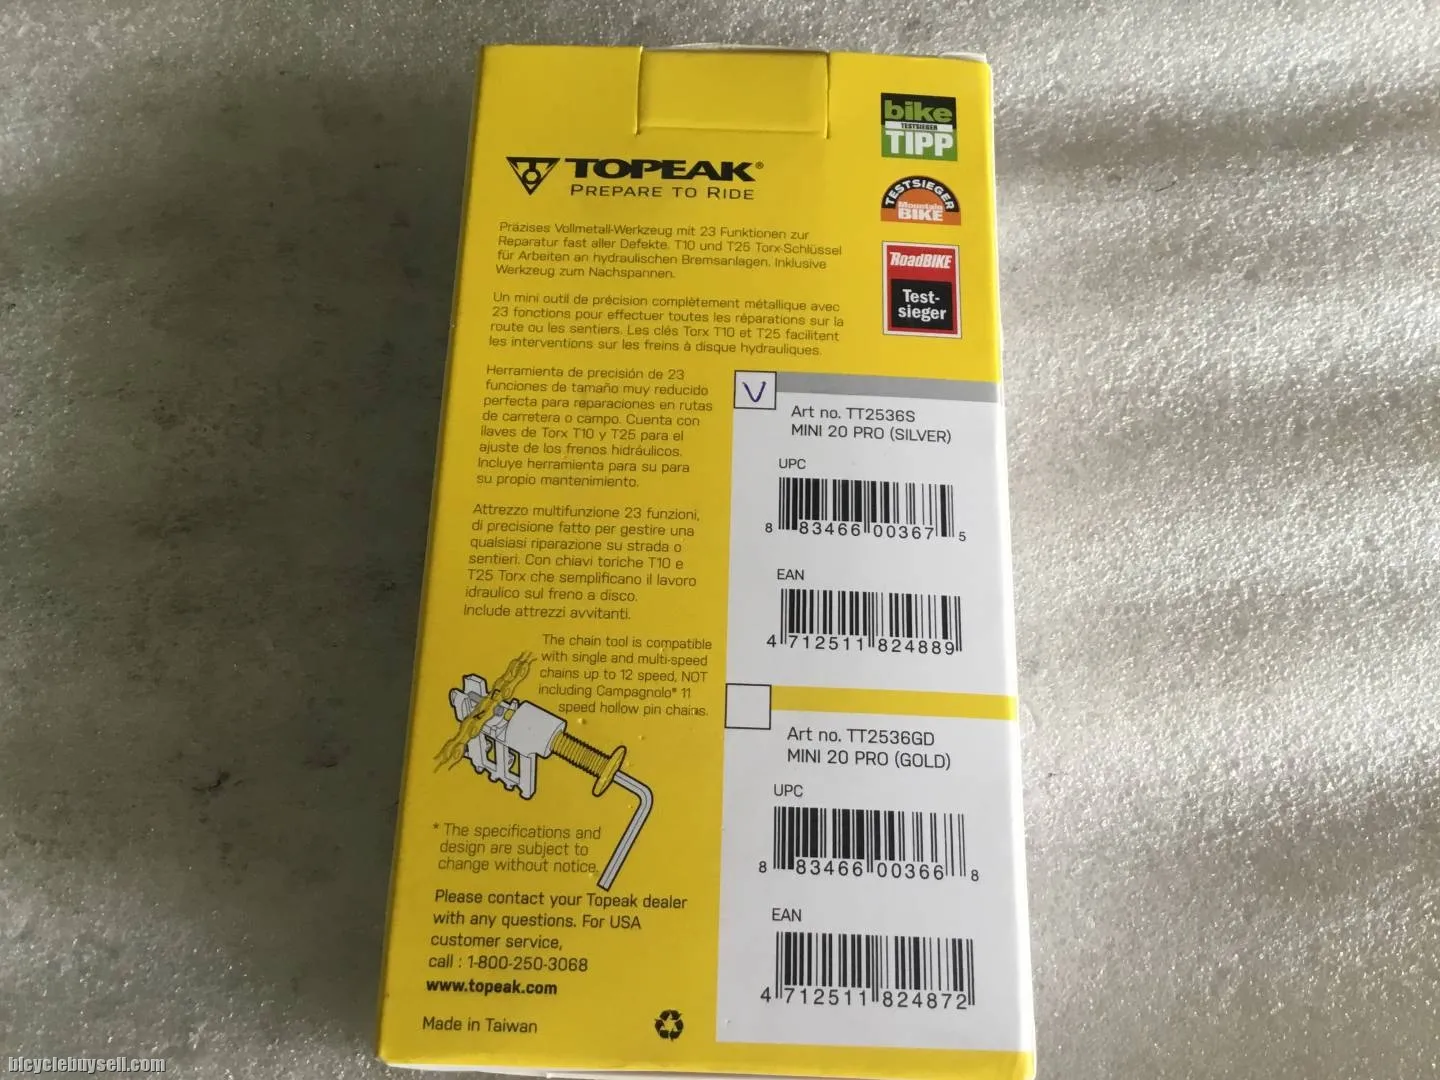 bike
TESTSIEGER
TIPP
TOPEAK®
PREPARE TO RIDE
TESTSIEGER
Mountain
BIKE
Präzises Vollmetall-Werkzeug mit 23 Funktionen zur
Reparatur fast aller Defekte. T10 und T25 Torx-Schlüssel
für Arbeiten an hydraulischen Bremsanlagen. Inklusive
Werkzeug zum Nachspannen.
RoadBIKE
Test-
sieger
Un mini outil de précision complètement métallique avec
23 fonctions pour effectuer toutes les réparations sur la
route ou les sentiers. Les clés Torx T10 et T25 facilitent
les interventions sur les freins à disque hydrauliques.
Herramienta de precisión de 23
funciones de tamaño muy reducido
perfecta para reparaciones en rutas
de carretera o campo. Cuenta con
llaves de Torx T10 y T25 para el
ajuste de los frenos hidráulicos.
Incluye herramienta para su para
su propio mantenimiento.
Attrezzo multifunzione 23 funzioni,
di precisione fatto per gestire una
qualsiasi riparazione su strada o
sentieri. Con chiavi toriche T10 e
T25 Torx che semplificano il lavoro
idraulico sul freno a disco.
Include attrezzi avvitanti.
The chain tool is compatible
with single and multi-speed
chains up to 12 speed, NOT
including Campagnolo® 11
speed hollow pin chains.
* The specifications and
design are subject to
change without notice.
Please contact your Topeak dealer
with any questions. For USA
customer service,
call : 1-800-250-3068
www.topeak.com
Made in Taiwan
V
Art no. TT2536S
MINI 20 PRO (SILVER)
UPC
8 83466 00367 5
EAN
4 712511 824889
Art no. TT2536GD
MINI 20 PRO (GOLD)
UPC
8 83466 00366 8
EAN
4 712511 824872
bicyclebuysell.com